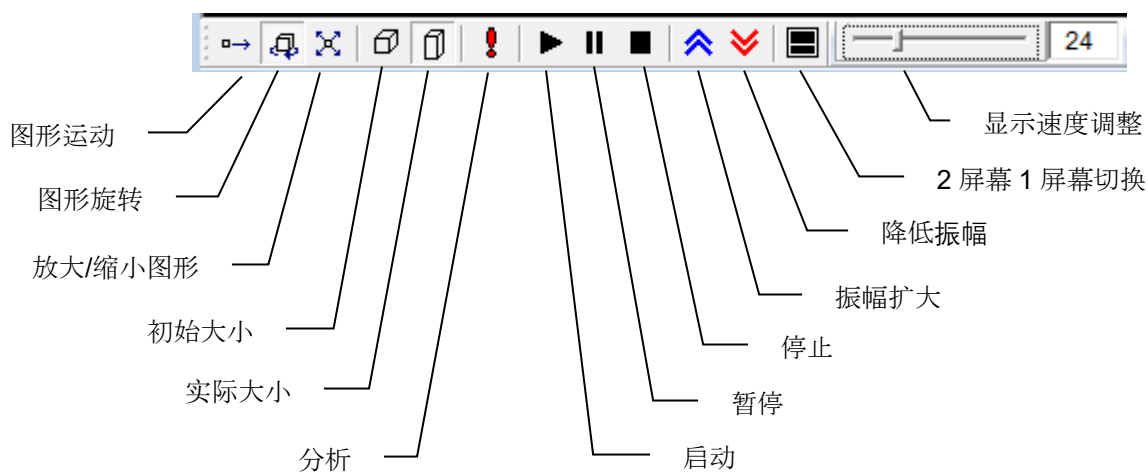 24
图形运动
显示速度调整
图形旋转
2 屏幕 1 屏幕切换
降低振幅
放大/缩小图形
振幅扩大
初始大小
停止
实际大小
暂停
分析
启动